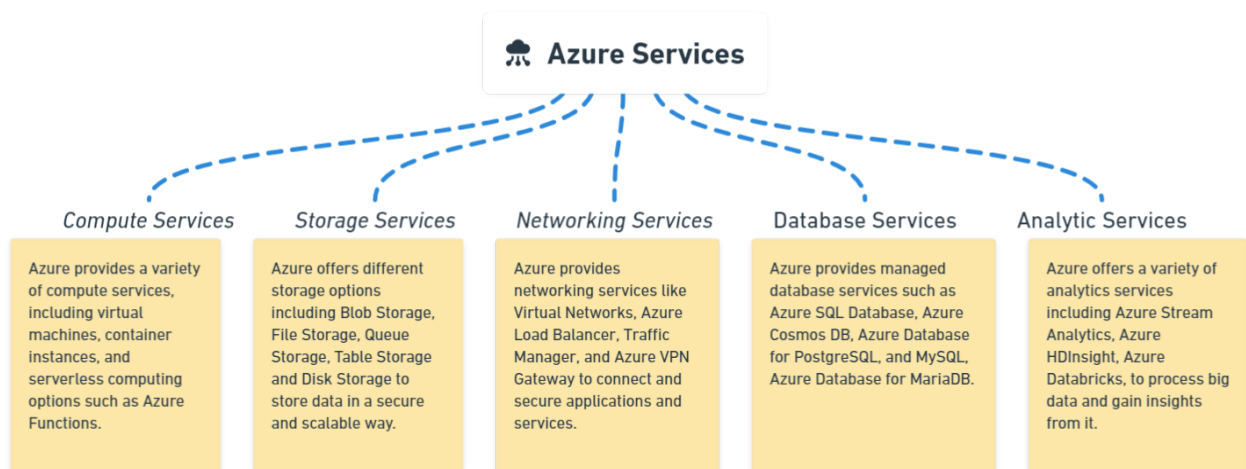 Azure Services
Compute Services
Azure provides a variety
of compute services,
including virtual
machines, container
instances, and
serverless computing
options such as Azure
Functions.
Storage Services
Azure offers different
storage options
including Blob Storage,
File Storage, Queue
Storage, Table Storage
and Disk Storage to
store data in a secure
and scalable way.
Networking Services
Azure provides
networking services like
Virtual Networks, Azure
Load Balancer, Traffic
Manager, and Azure VPN
Gateway to connect and
secure applications and
services.
Database Services
Azure provides managed
database services such as
Azure SQL Database, Azure
Cosmos DB, Azure Database
for PostgreSQL, and MySQL,
Azure Database for MariaDB.
Analytic Services
Azure offers a variety of
analytics services
including Azure Stream
Analytics, Azure
HDInsight, Azure
Databricks, to process big
data and gain insights
from it.